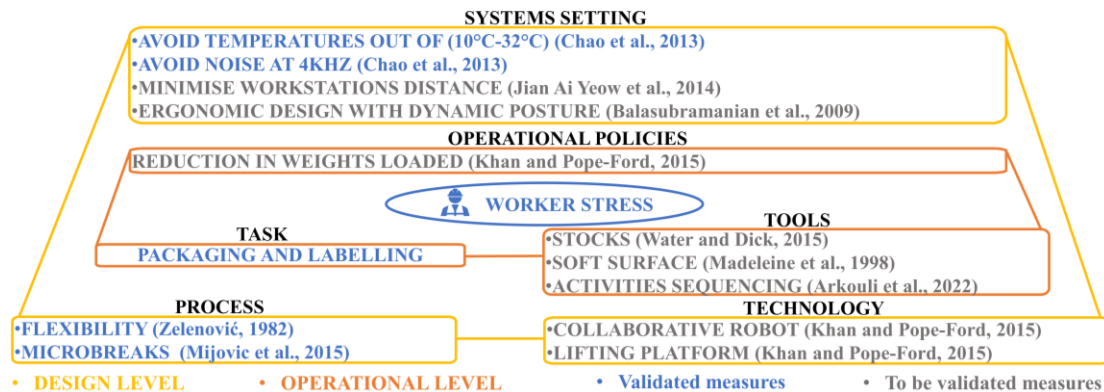 SYSTEMS SETTING
•AVOID TEMPERATURES OUT OF (10°C-32°C) (Chao et al., 2013)
•AVOID NOISE AT 4KHZ (Chao et al., 2013)
•MINIMISE WORKSTATIONS DISTANCE (Jian Ai Yeow et al., 2014)
•ERGONOMIC DESIGN WITH DYNAMIC POSTURE (Balasubramanian et al., 2009)
OPERATIONAL POLICIES
REDUCTION IN WEIGHTS LOADED (Khan and Pope-Ford, 2015)
WORKER STRESS
TASK
PACKAGING AND LABELLING
TOOLS
•STOCKS (Water and Dick, 2015)
•SOFT SURFACE (Madeleine et al., 1998)
•ACTIVITIES SEQUENCING (Arkouli et al., 2022)
PROCESS
•FLEXIBILITY (Zelenović, 1982)
•MICROBREAKS (Mijovic et al., 2015)
TECHNOLOGY
•COLLABORATIVE ROBOT (Khan and Pope-Ford, 2015)
•LIFTING PLATFORM (Khan and Pope-Ford, 2015)
• DESIGN LEVEL • OPERATIONAL LEVEL • Validated measures • To be validated measures